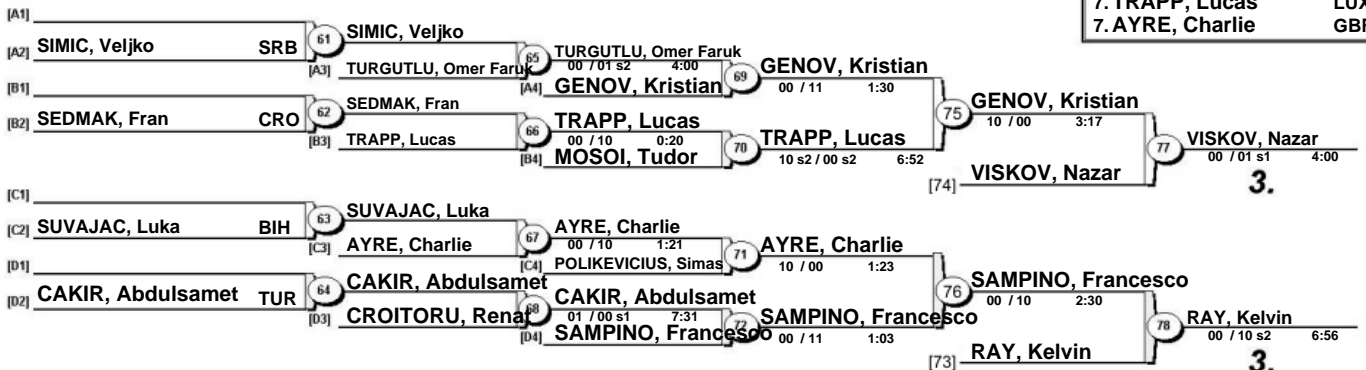 7. TRAPP, Lucas LUX
7. AYRE, Charlie GBR
[A1]
[A2] SIMIC, Veljko SRB
61
SIMIC, Veljko
[A3] TURGUTLU, Omer Faruk
65
TURGUTLU, Omer Faruk
00 / 01 s2 4:00
[A4] GENOV, Kristian
69
GENOV, Kristian
00 / 11 1:30
[B1]
[B2] SEDMAK, Fran CRO
62
SEDMAK, Fran
[B3] TRAPP, Lucas
66
TRAPP, Lucas
00 / 10 0:20
[B4] MOSOI, Tudor
70
TRAPP, Lucas
10 s2 / 00 s2 6:52
75
GENOV, Kristian
10 / 00 3:17
[74] VISKOV, Nazar
77
VISKOV, Nazar
00 / 01 s1 4:00
3.
[C1]
[C2] SUVAJAC, Luka BIH
63
SUVAJAC, Luka
[C3] AYRE, Charlie
67
AYRE, Charlie
00 / 10 1:21
[C4] POLIKEVICIUS, Simas
71
AYRE, Charlie
10 / 00 1:23
[D1]
[D2] CAKIR, Abdulsamet TUR
64
CAKIR, Abdulsamet
[D3] CROITORU, Renat
68
CAKIR, Abdulsamet
01 / 00 s1 7:31
[D4] SAMPINO, Francesco
72
SAMPINO, Francesco
00 / 11 1:03
76
SAMPINO, Francesco
00 / 10 2:30
[73] RAY, Kelvin
78
RAY, Kelvin
00 / 10 s2 6:56
3.